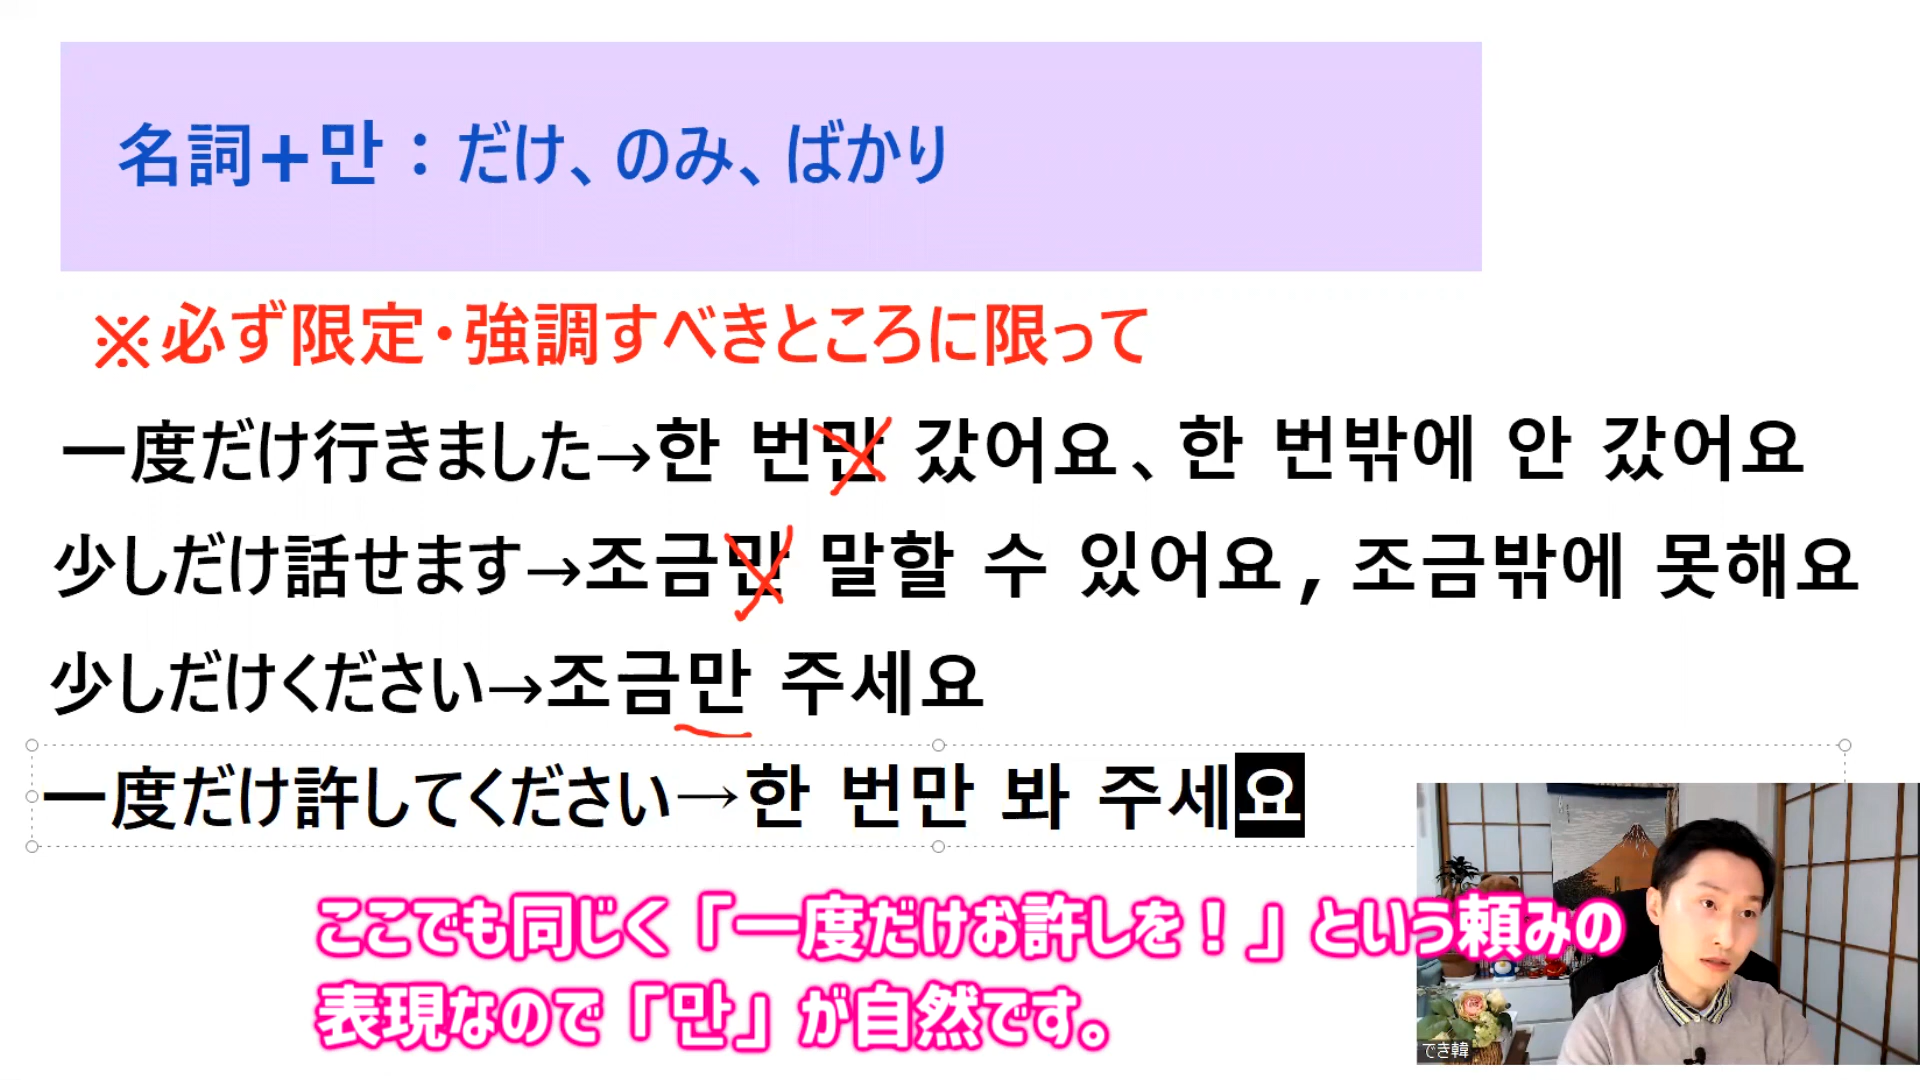 名詞+만：だけ、のみ、ばかり
※必ず限定・強調すべきところに限って
一度だけ行きました→한 번만 갔어요、한 번밖에 안 갔어요
少しだけ話せます→조금만 말할 수 있어요, 조금밖에 못해요
少しだけください→조금만 주세요
一度だけ許してください→한 번만 봐 주세요
ここでも同じく「一度だけお許しを！」という頼みの
表現なので「만」が自然です。
でき韓